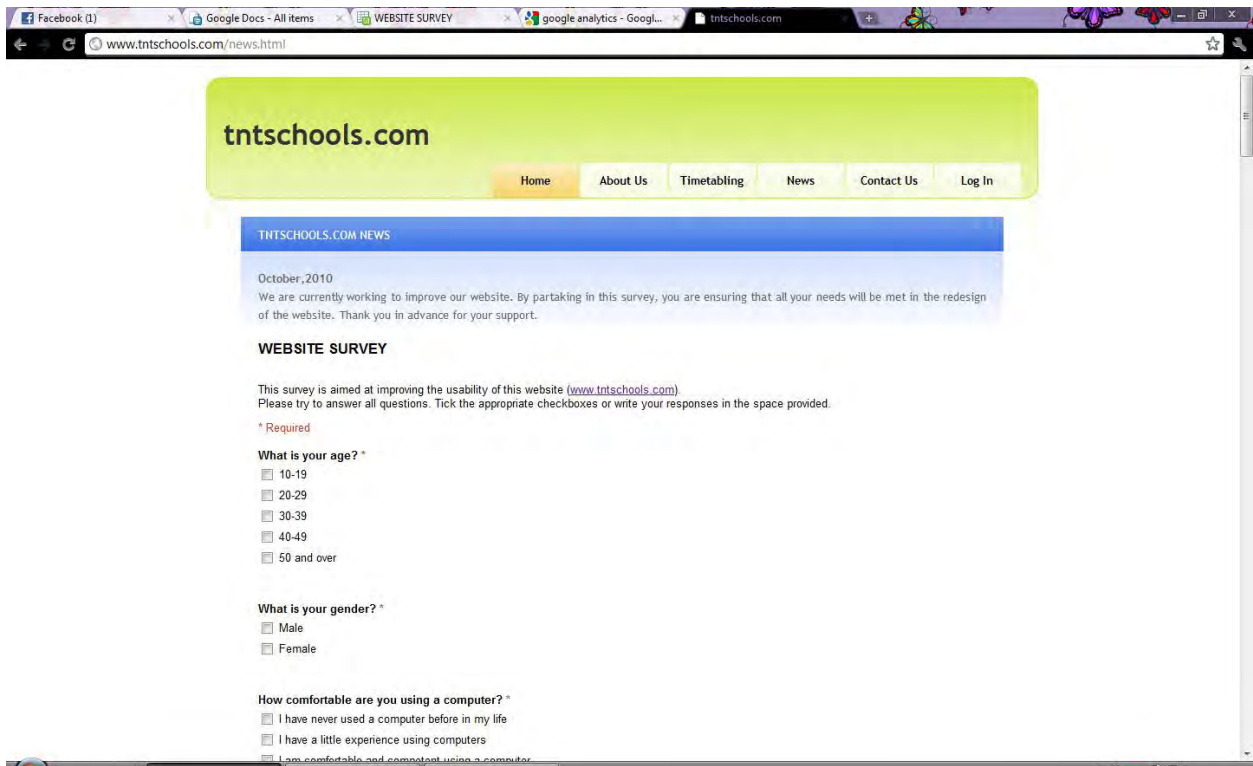 Facebook (1)
Google Docs - All items
WEBSITE SURVEY
google analytics - Googl...
tntschools.com
www.tntschools.com/news.html
tntschools.com
Home
About Us
Timetabling
News
Contact Us
Log In
TNTSCHOOLS.COM NEWS
October,2010
We are currently working to improve our website. By partaking in this survey, you are ensuring that all your needs will be met in the redesign
of the website. Thank you in advance for your support.
WEBSITE SURVEY
This survey is aimed at improving the usability of this website (www.tntschools.com).
Please try to answer all questions. Tick the appropriate checkboxes or write your responses in the space provided.
* Required
What is your age? *
10-19
20-29
30-39
40-49
50 and over
What is your gender? *
Male
Female
How comfortable are you using a computer? *
I have never used a computer before in my life
I have a little experience using computers
I am comfortable and competent using a computer